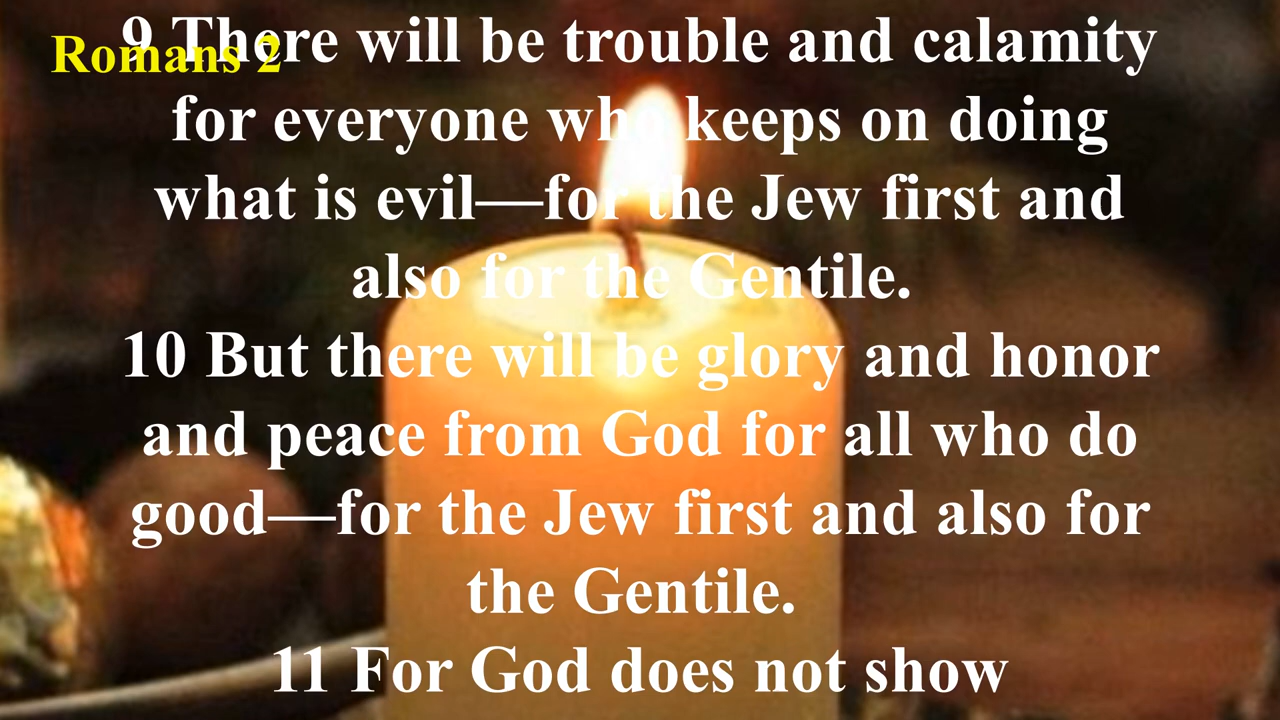 Romans 2
9 There will be trouble and calamity
for everyone who keeps on doing
what is evil—for the Jew first and
also for the Gentile.
10 But there will be glory and honor
and peace from God for all who do
good—for the Jew first and also for
the Gentile.
11 For God does not show